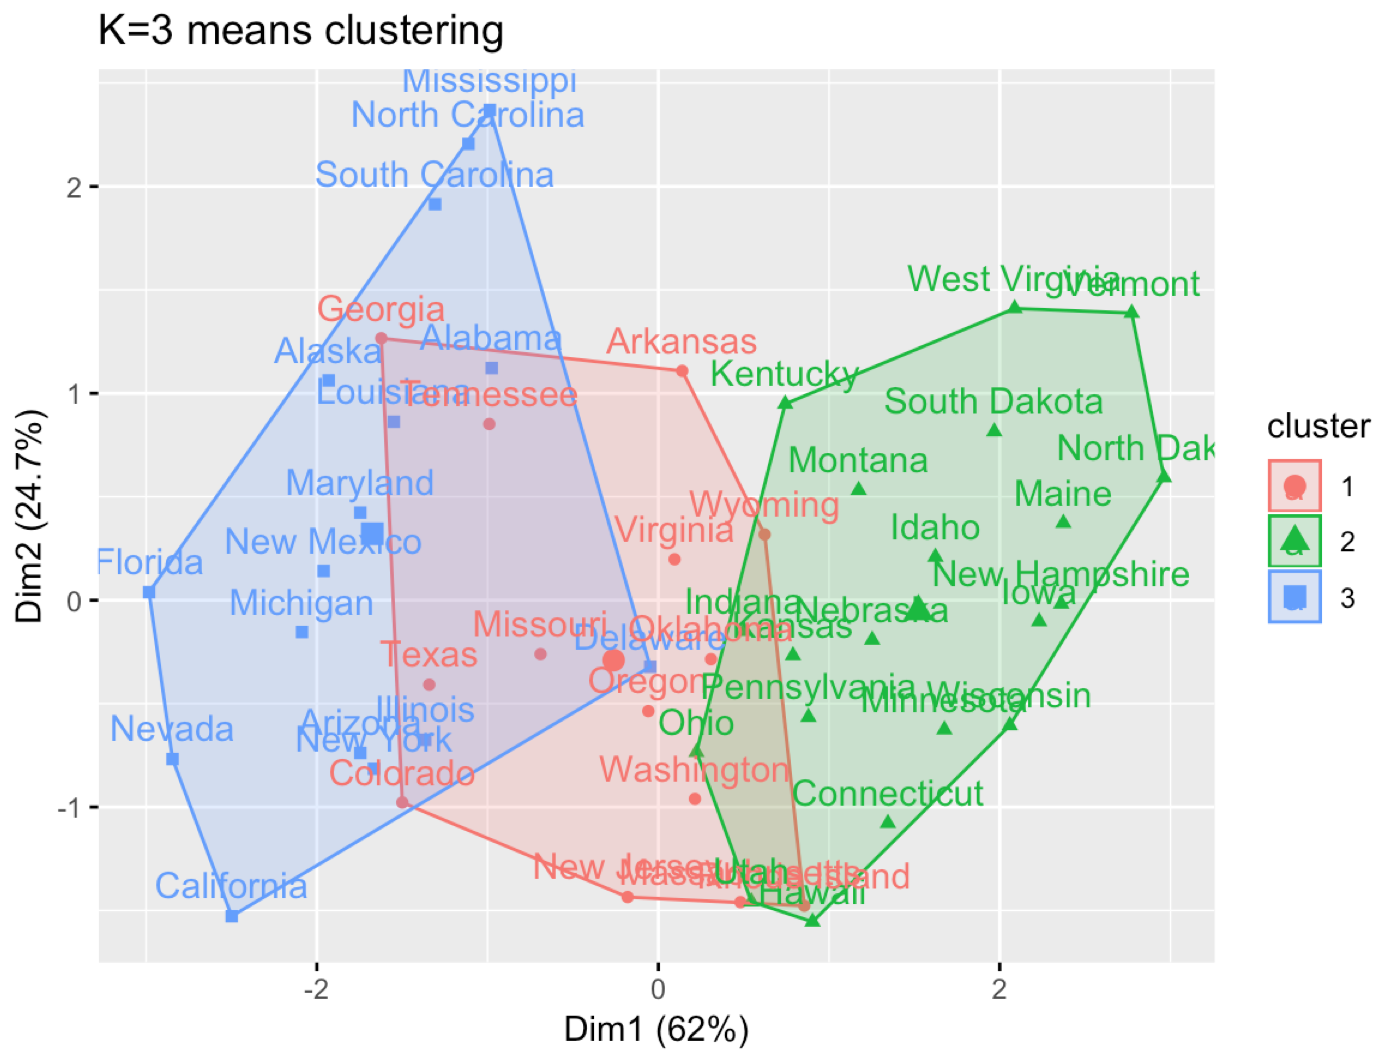 K=3 means clustering
Mississippi
North Carolina
South Carolina
West Virginia
Vermont
Georgia
Alabama
Arkansas
Alaska
Kentucky
Louisiana
Tennessee
South Dakota
North Dak
Montana
Maryland
Maine
Wyoming
Virginia
Idaho
New Mexico
Florida
New Hampshire
Iowa
Michigan
Indiana
Nebraska
Missouri
Delaware
Oklahoma
Kansas
Texas
Oregon
Pennsylvania
Minnesota
Wisconsin
Illinois
Ohio
Nevada
Arizona
New York
Colorado
Washington
Connecticut
New Jersey
Massachusetts
Rhode Island
Utah
Hawaii
California
2
1
0
-1
-2
0
2
Dim1 (62%)
Dim2 (24.7%)
cluster
1
2
3